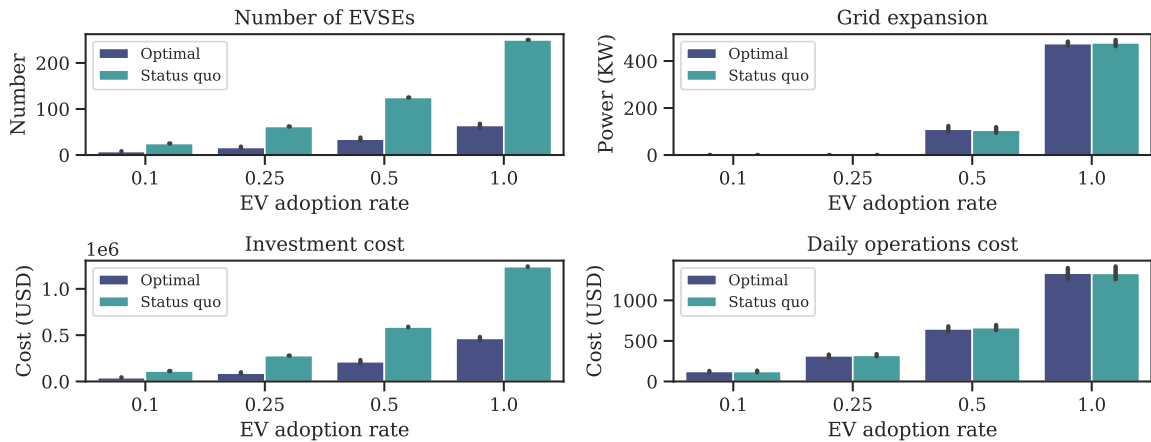 Number of EVSEs
Number
200
100
0
Optimal
Status quo
0.1
0.25
0.5
1.0
EV adoption rate
Grid expansion
Power (KW)
400
200
0
Optimal
Status quo
0.1
0.25
0.5
1.0
EV adoption rate
Investment cost
1e6
Cost (USD)
1.0
0.5
0.0
Optimal
Status quo
0.1
0.25
0.5
1.0
EV adoption rate
Daily operations cost
Cost (USD)
1000
500
0
Optimal
Status quo
0.1
0.25
0.5
1.0
EV adoption rate